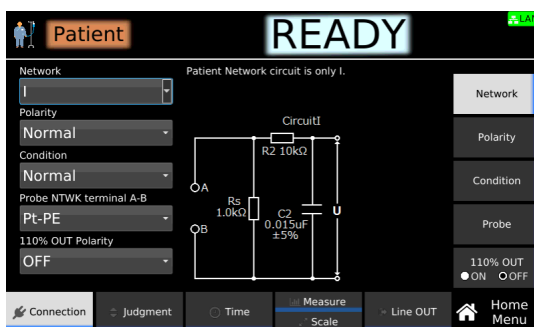 LAN
Patient
READY
Network
Patient Network circuit is only I.
I
Polarity
Normal
Condition
Normal
Probe NTWK terminal A-B
Pt-PE
110% OUT Polarity
OFF
CircuitI
R2 10kΩ
A
Rs
1.0kΩ
C2
0.015uF
±5%
U
B
Network
Polarity
Condition
Probe
110% OUT
ON OFF
Connection
Judgment
Time
Measure
Scale
Line OUT
Home
Menu